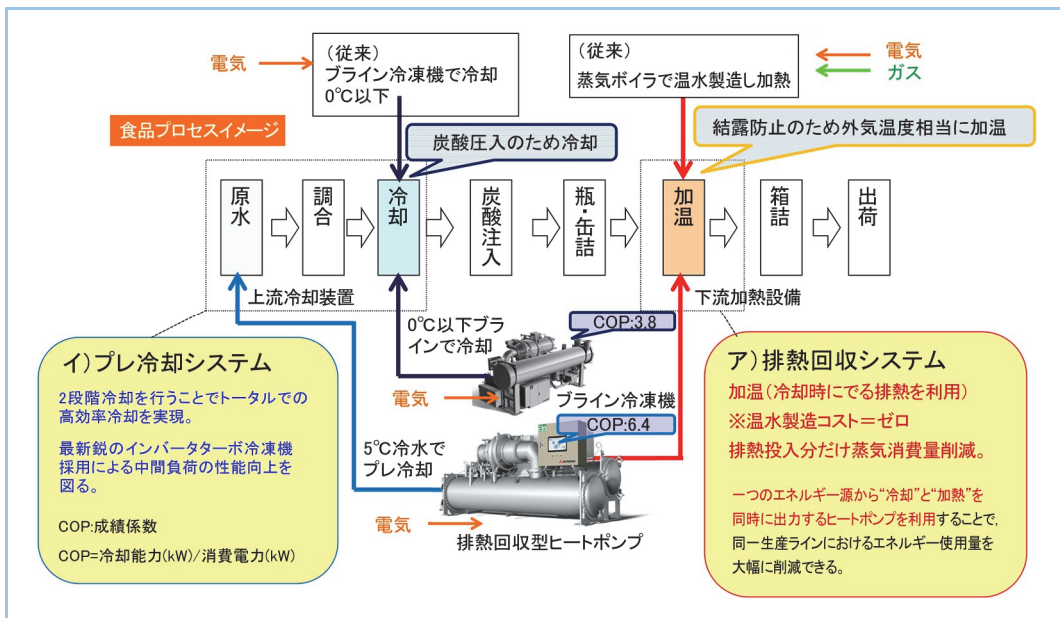 電気
（従来）
ブライン冷凍機で冷却
0℃以下
（従来）
蒸気ボイラで温水製造し加熱
電気
ガス
食品プロセスイメージ
炭酸圧入のため冷却
結露防止のため外気温度相当に加温
原水
調合
冷却
炭酸注入
瓶・缶詰
加温
箱詰
出荷
上流冷却装置
下流加熱設備
0℃以下ブラ
インで冷却
COP:3.8
電気
ブライン冷凍機
COP:6.4
5℃冷水で
プレ冷却
電気
排熱回収型ヒートポンプ
イ）プレ冷却システム
2段階冷却を行うことでトータルでの
高効率冷却を実現。
最新鋭のインバータターボ冷凍機
採用による中間負荷の性能向上を
図る。
COP:成績係数
COP=冷却能力(kW)/消費電力(kW)
ア）排熱回収システム
加温（冷却時にでる排熱を利用）
※温水製造コスト＝ゼロ
排熱投入分だけ蒸気消費量削減。
一つのエネルギー源から“冷却”と“加熱”を
同時に出力するヒートポンプを利用することで,
同一生産ラインにおけるエネルギー使用量を
大幅に削減できる。